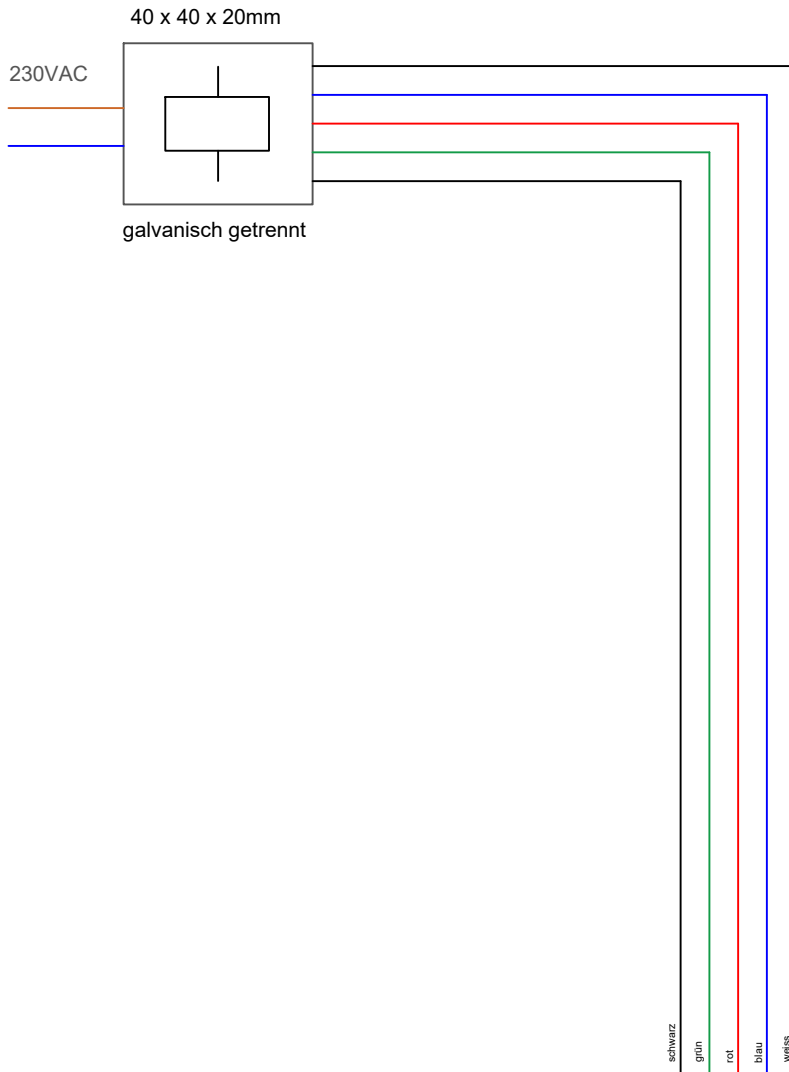 40 x 40 x 20mm
230VAC
galvanisch getrennt
schwarz
grün
rot
blau
weiss